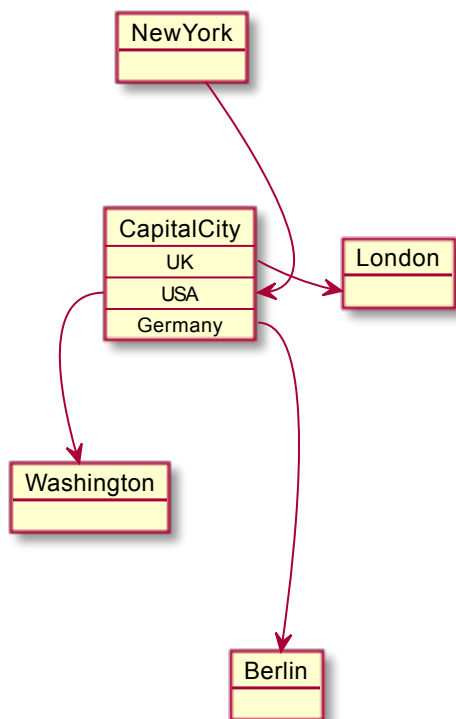 NewYork
CapitalCity
UK
USA
Germany
London
Washington
Berlin